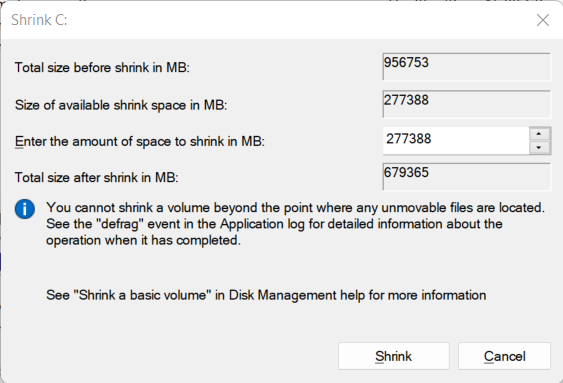 Shrink C:
Total size before shrink in MB: 956753
Size of available shrink space in MB: 277388
Enter the amount of space to shrink in MB: 277388
Total size after shrink in MB: 679365
You cannot shrink a volume beyond the point where any unmovable files are located.
See the "defrag" event in the Application log for detailed information about the
operation when it has completed.
See "Shrink a basic volume" in Disk Management help for more information
Shrink Cancel